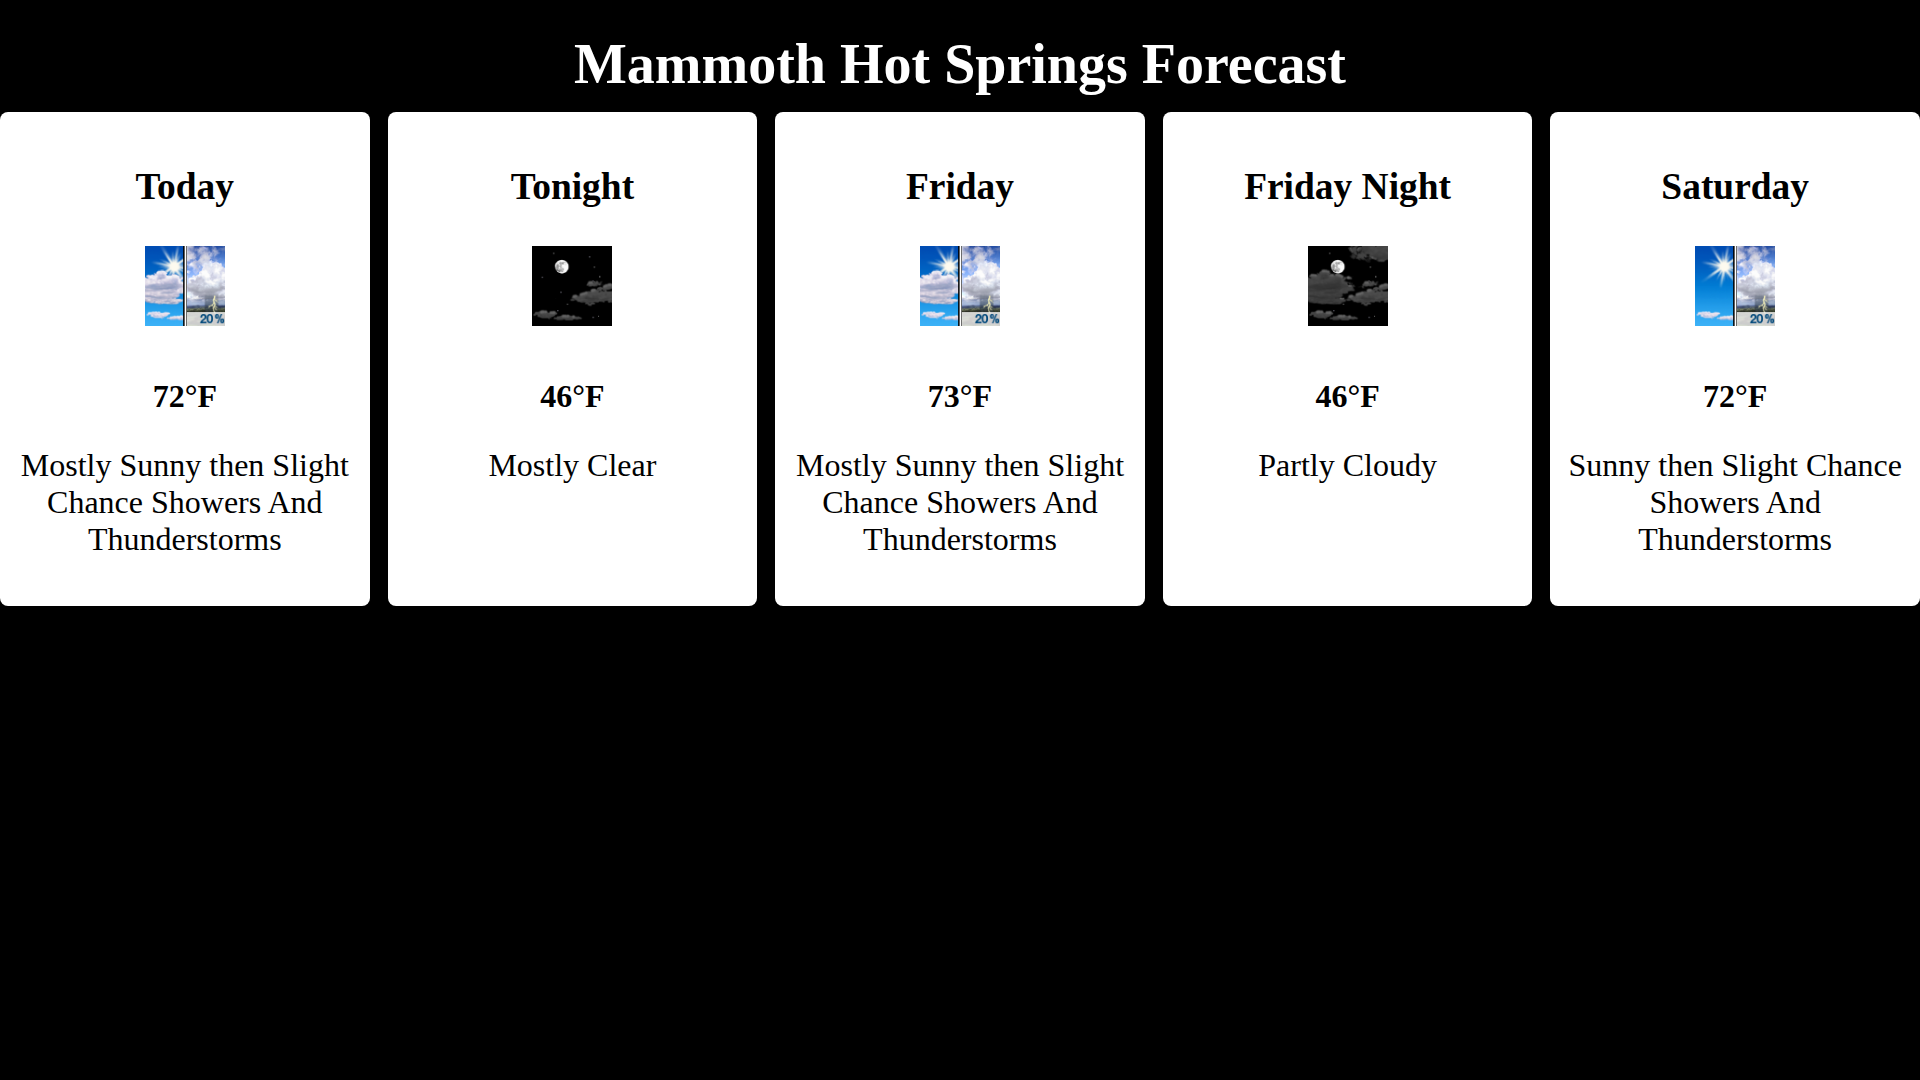 Mammoth Hot Springs Forecast
Today
20%
72°F
Mostly Sunny then Slight
Chance Showers And
Thunderstorms
Tonight
46°F
Mostly Clear
Friday
20%
73°F
Mostly Sunny then Slight
Chance Showers And
Thunderstorms
Friday Night
46°F
Partly Cloudy
Saturday
20%
72°F
Sunny then Slight Chance
Showers And
Thunderstorms